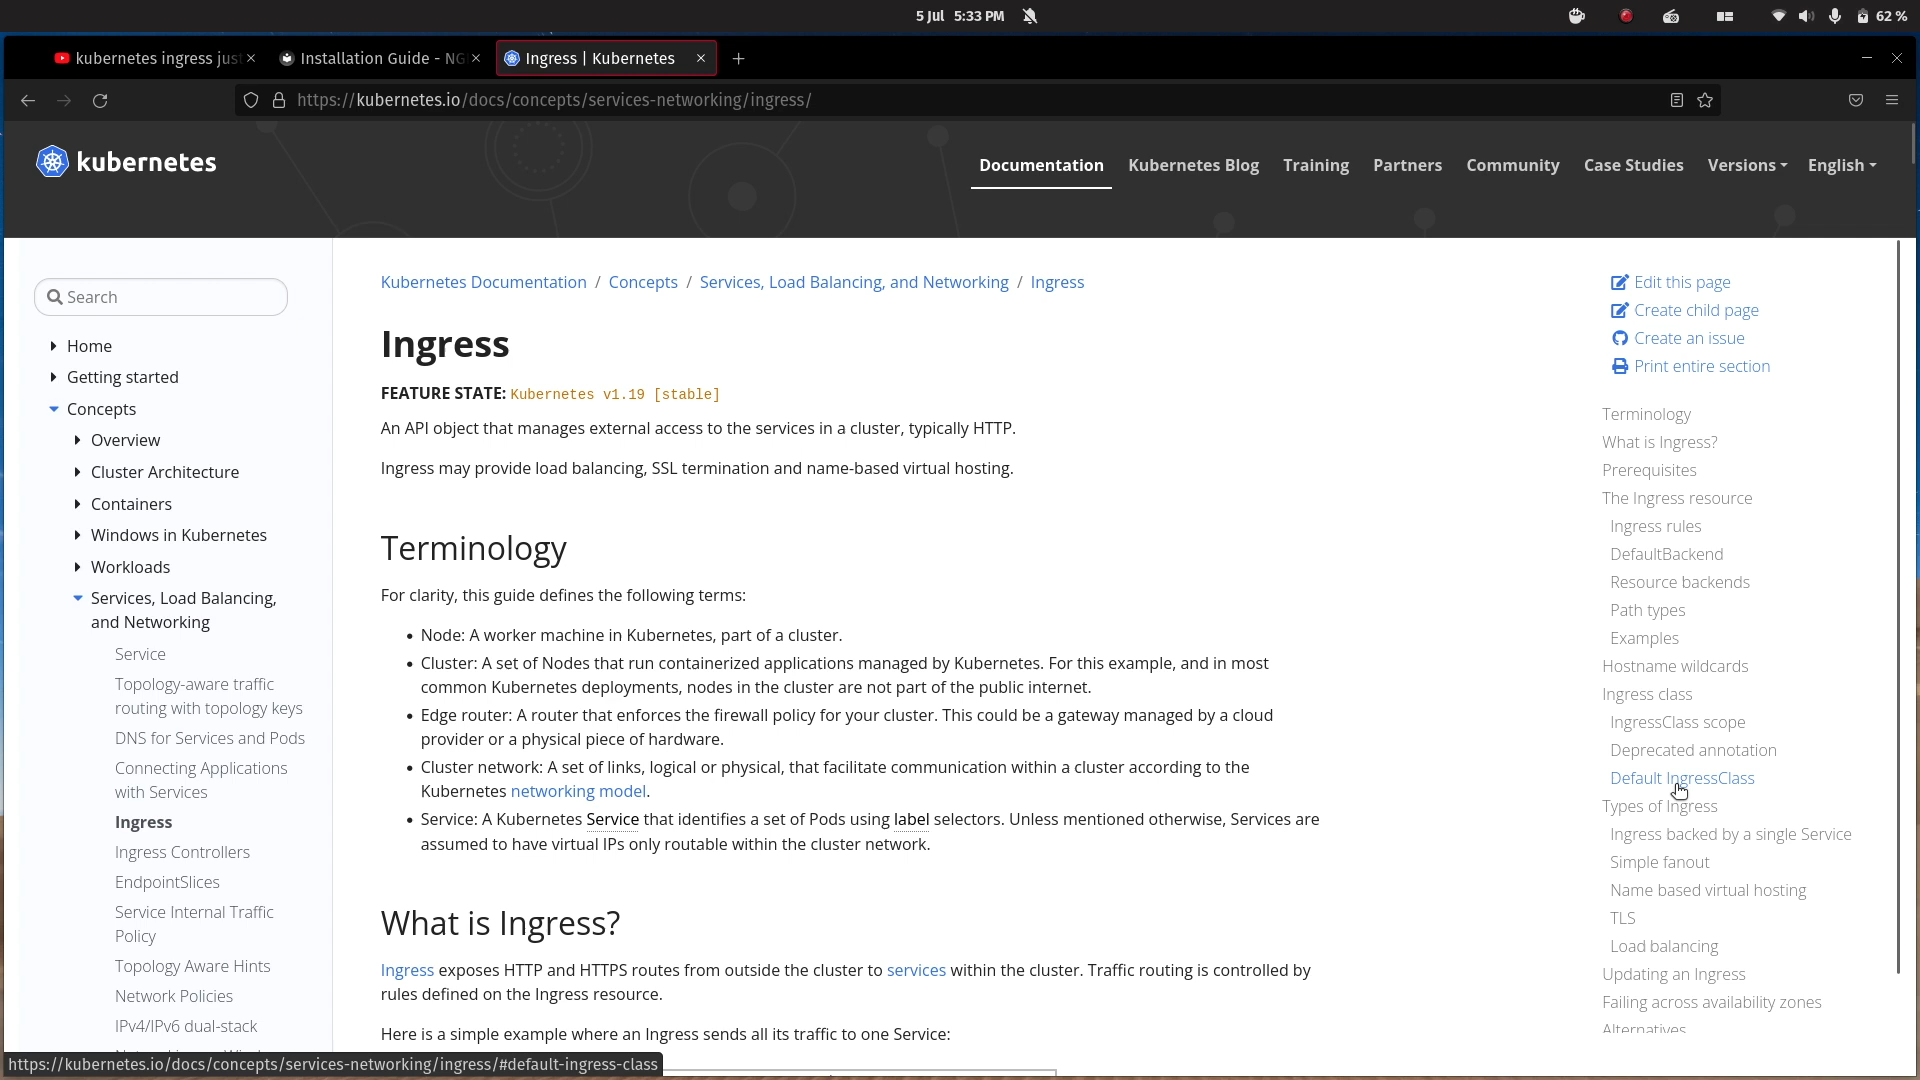 5 Jul 5:33 PM
62 %
kubernetes ingress just
Installation Guide - NG
Ingress | Kubernetes
https://kubernetes.io/docs/concepts/services-networking/ingress/
kubernetes
Documentation
Kubernetes Blog
Training
Partners
Community
Case Studies
Versions
English
Search
Home
Getting started
Concepts
Overview
Cluster Architecture
Containers
Windows in Kubernetes
Workloads
Services, Load Balancing,
and Networking
Service
Topology-aware traffic
routing with topology keys
DNS for Services and Pods
Connecting Applications
with Services
Ingress
Ingress Controllers
EndpointSlices
Service Internal Traffic
Policy
Topology Aware Hints
Network Policies
IPv4/IPv6 dual-stack
Kubernetes Documentation / Concepts / Services, Load Balancing, and Networking / Ingress
Ingress
FEATURE STATE: Kubernetes v1.19 [stable]
An API object that manages external access to the services in a cluster, typically HTTP.
Ingress may provide load balancing, SSL termination and name-based virtual hosting.
Terminology
For clarity, this guide defines the following terms:
• Node: A worker machine in Kubernetes, part of a cluster.
• Cluster: A set of Nodes that run containerized applications managed by Kubernetes. For this example, and in most
common Kubernetes deployments, nodes in the cluster are not part of the public internet.
• Edge router: A router that enforces the firewall policy for your cluster. This could be a gateway managed by a cloud
provider or a physical piece of hardware.
• Cluster network: A set of links, logical or physical, that facilitate communication within a cluster according to the
Kubernetes networking model.
• Service: A Kubernetes Service that identifies a set of Pods using label selectors. Unless mentioned otherwise, Services are
assumed to have virtual IPs only routable within the cluster network.
What is Ingress?
Ingress exposes HTTP and HTTPS routes from outside the cluster to services within the cluster. Traffic routing is controlled by
rules defined on the Ingress resource.
Here is a simple example where an Ingress sends all its traffic to one Service:
Edit this page
Create child page
Create an issue
Print entire section
Terminology
What is Ingress?
Prerequisites
The Ingress resource
Ingress rules
DefaultBackend
Resource backends
Path types
Examples
Hostname wildcards
Ingress class
IngressClass scope
Deprecated annotation
Default IngressClass
Types of Ingress
Ingress backed by a single Service
Simple fanout
Name based virtual hosting
TLS
Load balancing
Updating an Ingress
Failing across availability zones
Alternatives
https://kubernetes.io/docs/concepts/services-networking/ingress/#default-ingress-class